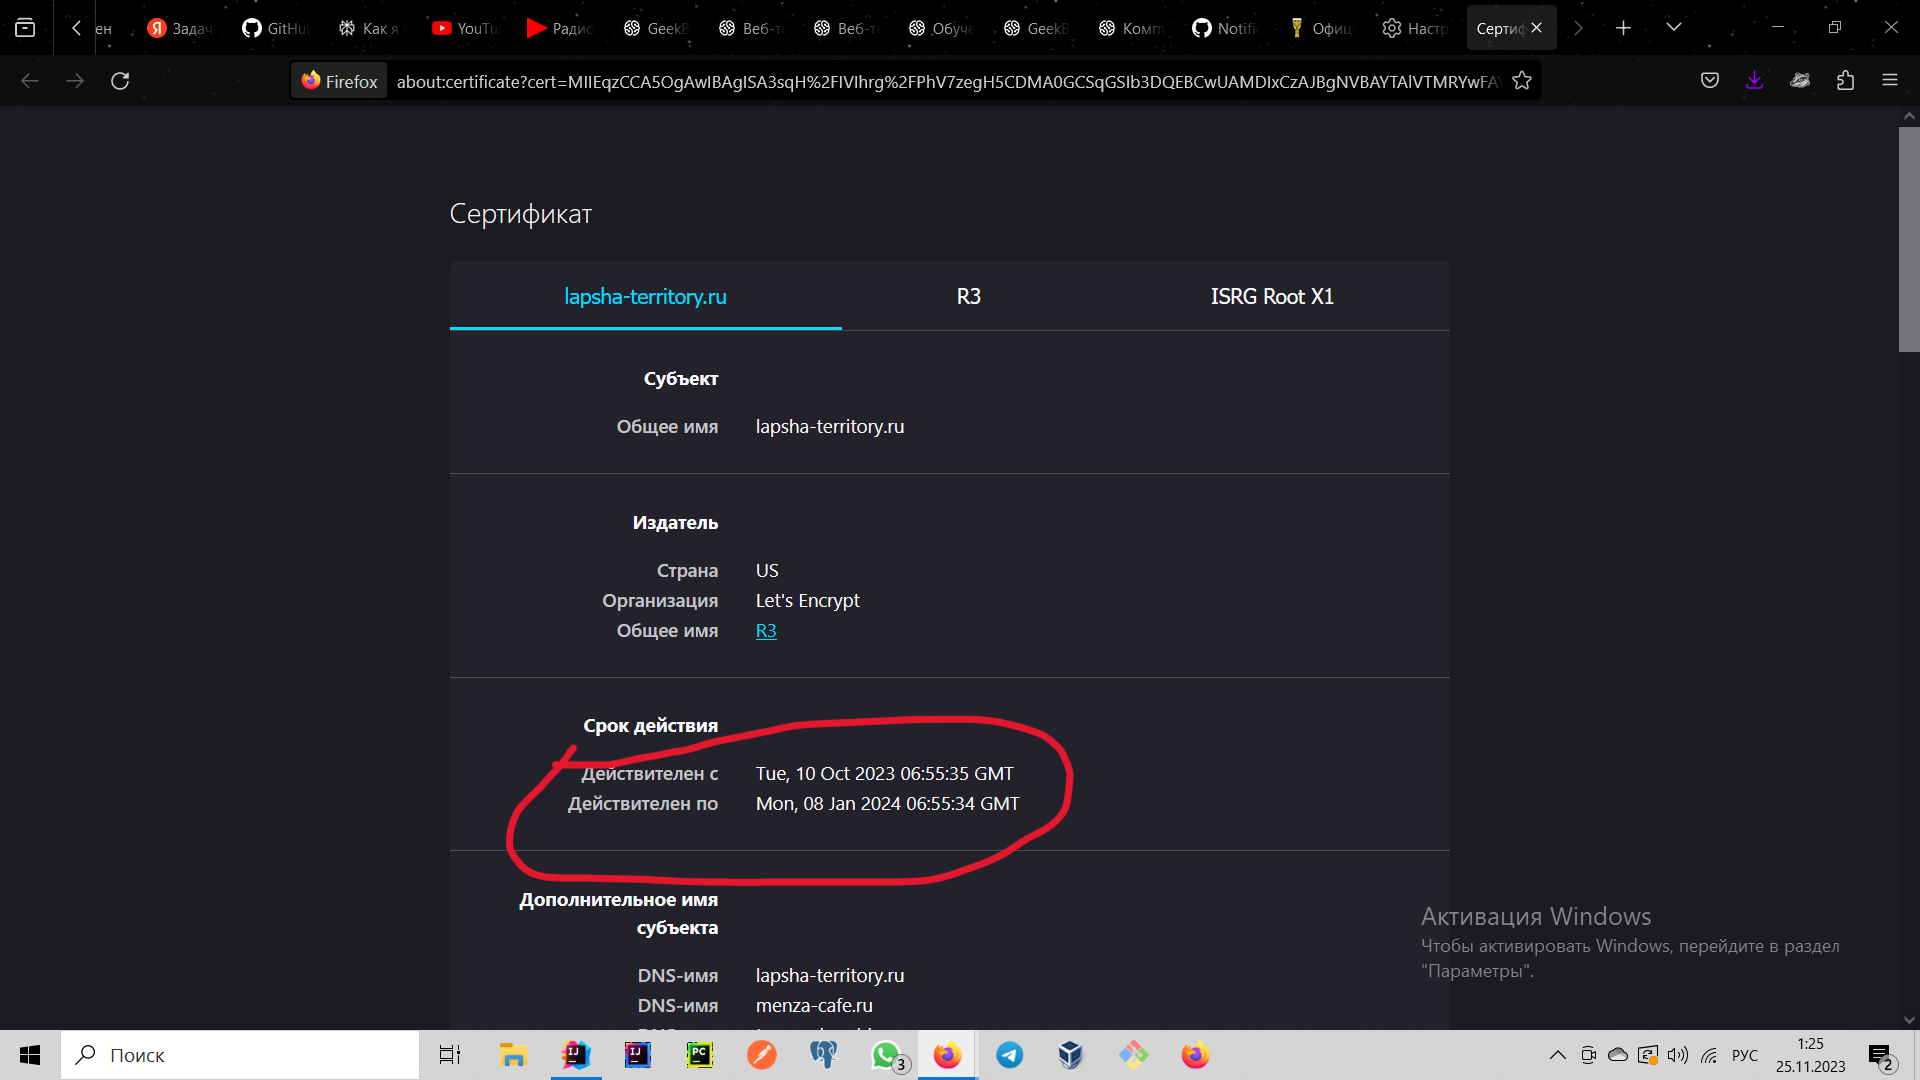 ен
Задач
GitHu
Как я
YouTu
Радио
GeekB
Веб-т
Веб-т
Обуче
GeekB
Комп
Notifi
Офиц
Настр
Сертиф
Firefox
about:certificate?cert=MIIEqzCCA5OgAwIBAgISA3sqH%2FIVIhrg%2FPhV7zegH5CDMA0GCSqGSIb3DQEBCwUAMDIxCzAJBgNVBAYTAlVTMRYwFAY
Сертификат
lapsha-territory.ru
R3
ISRG Root X1
Субъект
Общее имя lapsha-territory.ru
Издатель
Страна US
Организация Let's Encrypt
Общее имя R3
Срок действия
Действителен с Tue, 10 Oct 2023 06:55:35 GMT
Действителен по Mon, 08 Jan 2024 06:55:34 GMT
Дополнительное имя
субъекта
DNS-имя lapsha-territory.ru
DNS-имя menza-cafe.ru
Активация Windows
Чтобы активировать Windows, перейдите в раздел
"Параметры".
Поиск
3
РУС
1:25
25.11.2023
2